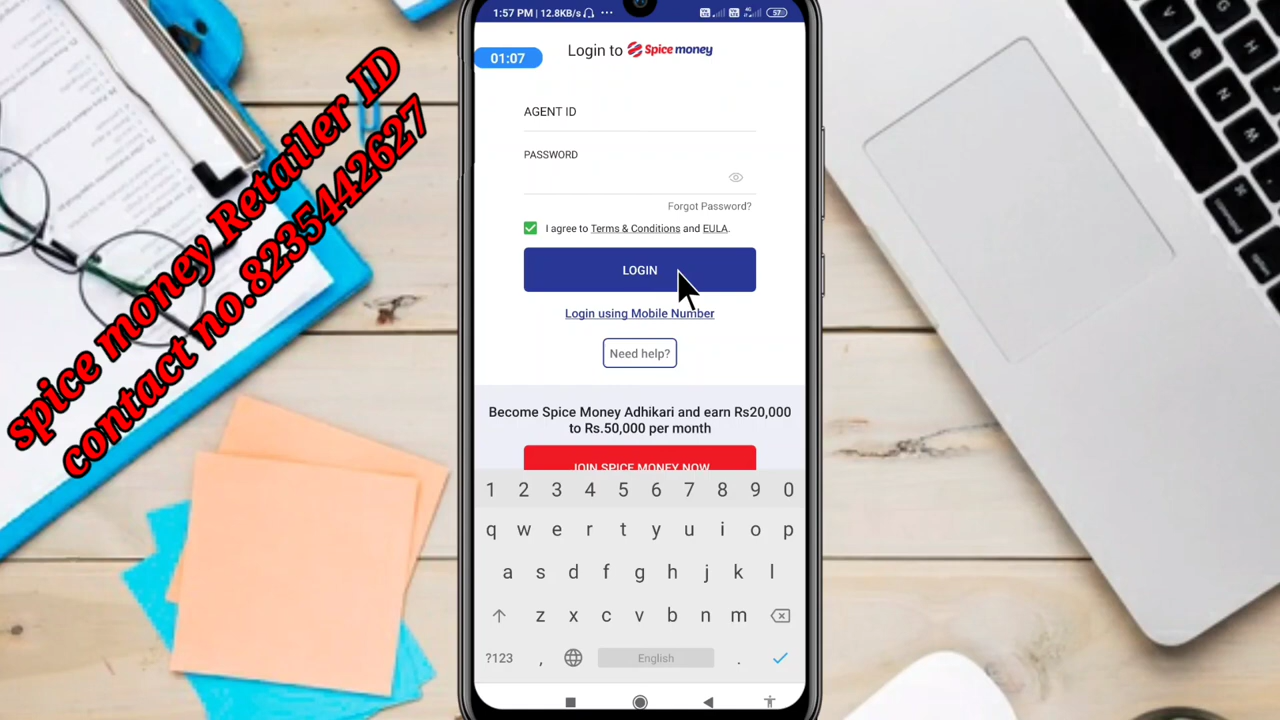 spice money Retailer ID
contact no.8235442627
1:57 PM | 12.8KB/s ...
57
01:07
Login to Spice money
AGENT ID
PASSWORD
Forgot Password?
I agree to Terms & Conditions and EULA.
LOGIN
Login using Mobile Number
Need help?
Become Spice Money Adhikari and earn Rs20,000
to Rs.50,000 per month
JOIN SPICE MONEY NOW
1 2 3 4 5 6 7 8 9 0
q w e r t y u i o p
a s d f g h j k l
z x c v b n m
?123 , English .